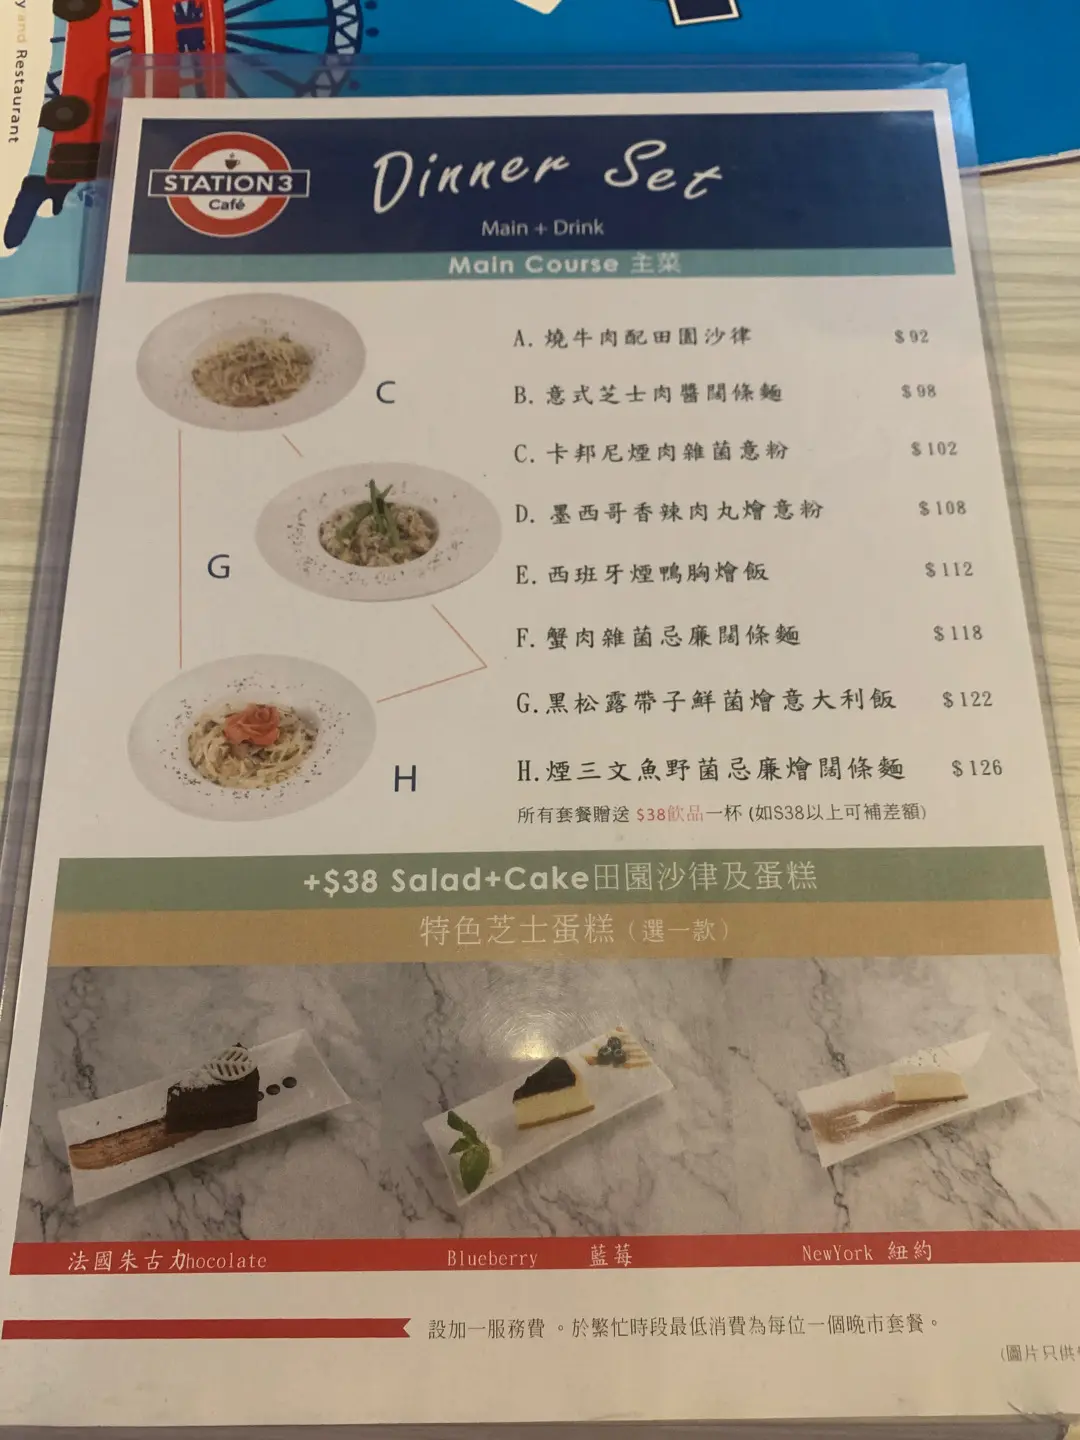 y and Restaurant
STATION 3
Café
Dinner Set
Main + Drink
Main Course 主菜
A. 燒牛肉配田園沙律 $92
B. 意式芝士肉醬闊條麵 $98
C. 卡邦尼煙肉雜菌意粉 $102
D. 墨西哥香辣肉丸燴意粉 $108
E. 西班牙煙鴨胸燴飯 $112
F. 蟹肉雜菌忌廉闊條麵 $118
G. 黑松露帶子鮮菌燴意大利飯 $122
H. 煙三文魚野菌忌廉燴闊條麵 $126
C
G
H
所有套餐贈送 $38飲品一杯 (如$38以上可補差額)
+$38 Salad+Cake田園沙律及蛋糕
特色芝士蛋糕（選一款）
法國朱古力hocolate
Blueberry 藍莓
NewYork 紐約
設加一服務費 。於繁忙時段最低消費為每位一個晚市套餐。
(圖片只供